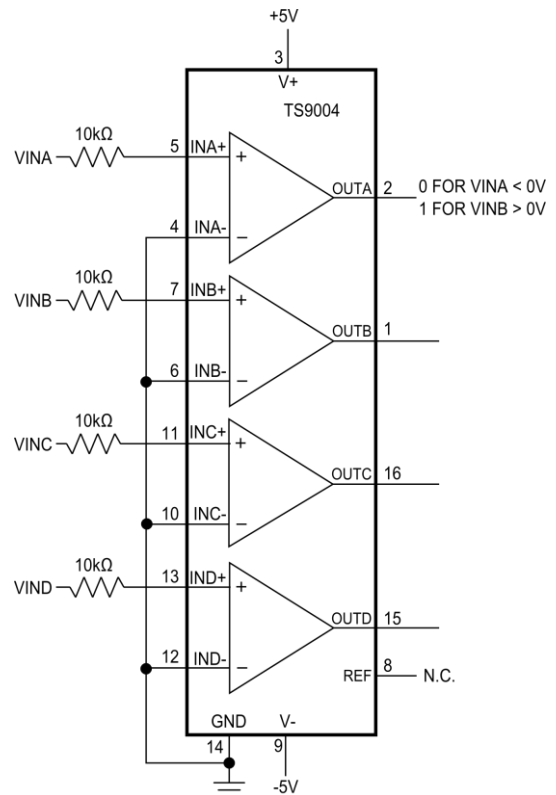 +5V
3
V+
TS9004
10kΩ
VINA
5
INA+
+
OUTA
2
0 FOR VINA < 0V
1 FOR VINB > 0V
4
INA-
−
10kΩ
VINB
7
INB+
+
OUTB
1
6
INB-
−
10kΩ
VINC
11
INC+
+
OUTC
16
10
INC-
−
10kΩ
VIND
13
IND+
+
OUTD
15
12
IND-
−
REF
8
N.C.
GND
V-
14
9
-5V